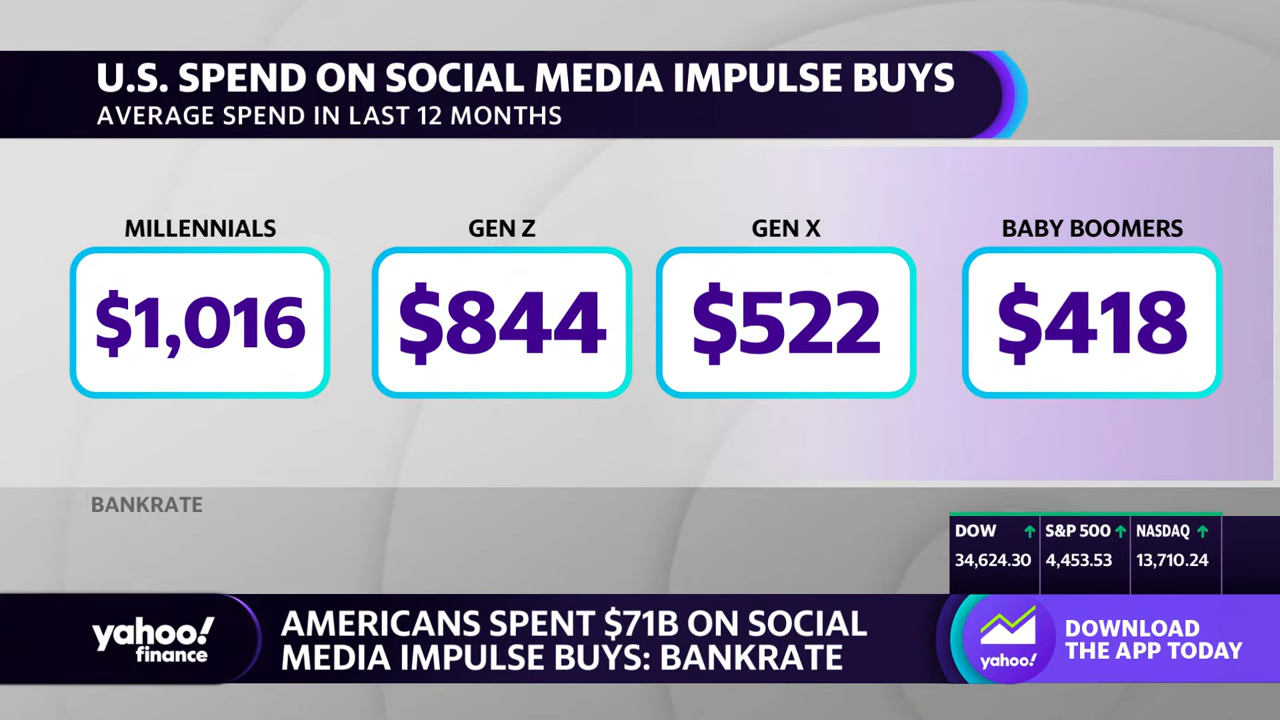 U.S. SPEND ON SOCIAL MEDIA IMPULSE BUYS
AVERAGE SPEND IN LAST 12 MONTHS
MILLENNIALS
$1,016
GEN Z
$844
GEN X
$522
BABY BOOMERS
$418
BANKRATE
DOW
34,624.30
S&P 500
4,453.53
NASDAQ
13,710.24
yahoo!
finance
AMERICANS SPENT $71B ON SOCIAL
MEDIA IMPULSE BUYS: BANKRATE
yahoo!
DOWNLOAD
THE APP TODAY